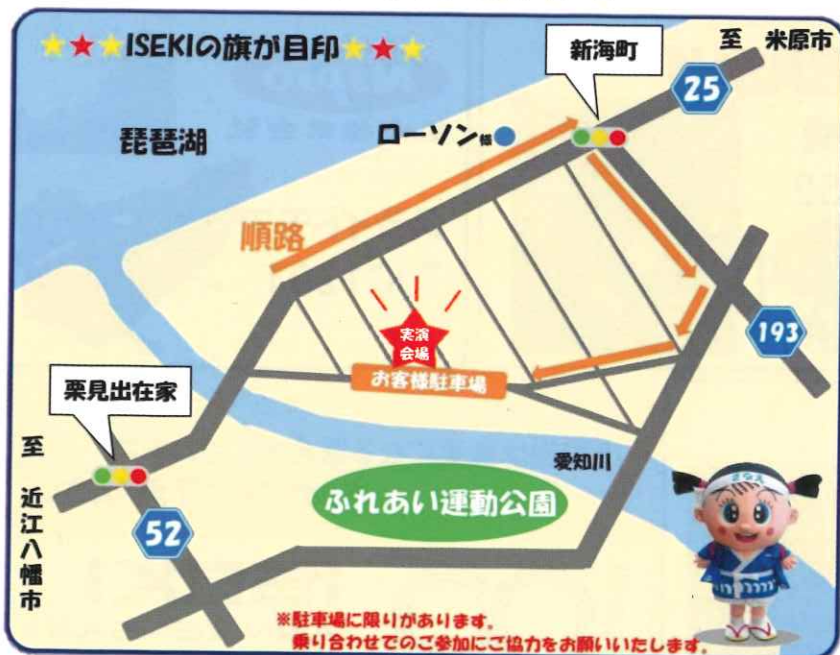 ★★★ISEKIの旗が目印★★★
至 米原市
新海町
25
琵琶湖
ローソン
順路
実演
会場
お客様駐車場
193
栗見出在家
至 近江八幡市
52
愛知川
ふれあい運動公園
※駐車場に限りがあります。
乗り合わせでのご参加にご協力をお願いいたします。